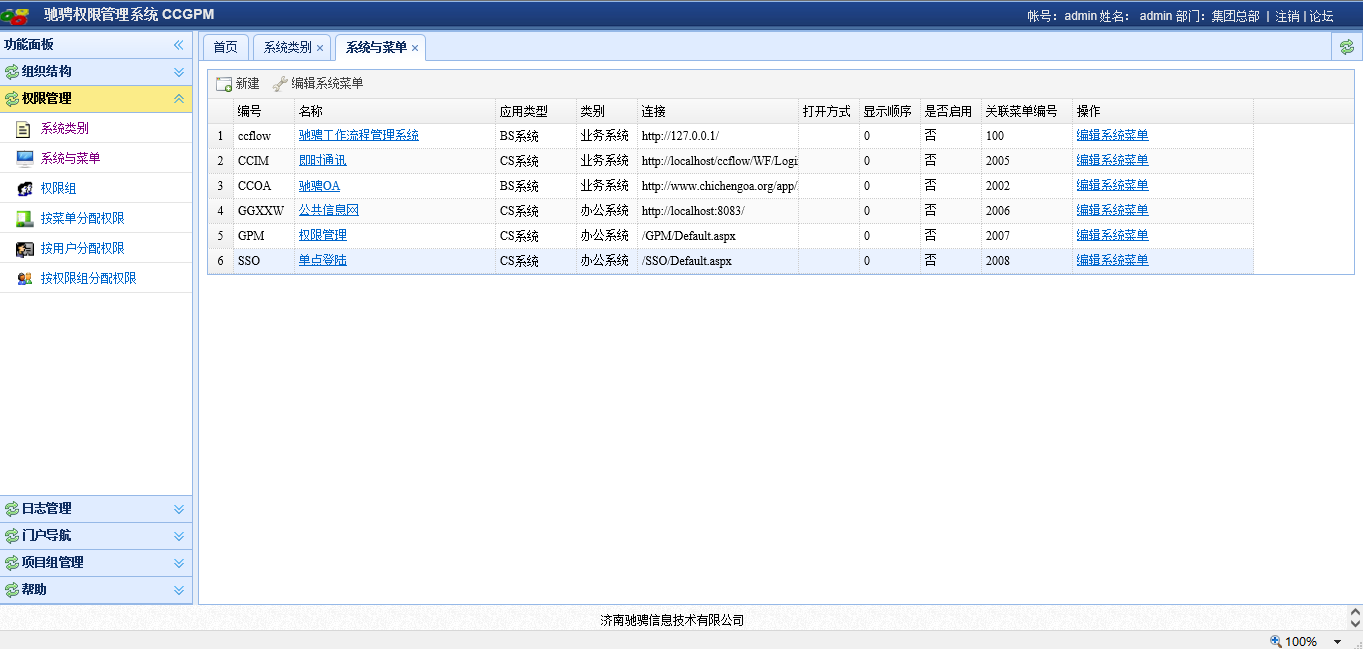 驰骋权限管理系统 CCGPM
帐号： admin 姓名： admin 部门：集团总部 | 注销 | 论坛
功能面板
组织结构
权限管理
系统类别
系统与菜单
权限组
按菜单分配权限
按用户分配权限
按权限组分配权限
日志管理
门户导航
项目组管理
帮助
首页 系统类别 系统与菜单
新建 编辑系统菜单
编号 名称 应用类型 类别 连接 打开方式 显示顺序 是否启用 关联菜单编号 操作
1 ccflow 驰骋工作流程管理系统 BS系统 业务系统 http://127.0.0.1/ 0 否 100 编辑系统菜单
2 CCIM 即时通讯 CS系统 业务系统 http://localhost/ccflow/WF/Logi 0 否 2005 编辑系统菜单
3 CCOA 驰骋OA BS系统 业务系统 http://www.chichengoa.org/app/ 0 否 2002 编辑系统菜单
4 GGXXW 公共信息网 CS系统 办公系统 http://localhost:8083/ 0 否 2006 编辑系统菜单
5 GPM 权限管理 CS系统 办公系统 /GPM/Default.aspx 0 否 2007 编辑系统菜单
6 SSO 单点登陆 CS系统 办公系统 /SSO/Default.aspx 0 否 2008 编辑系统菜单
济南驰骋信息技术有限公司
100%